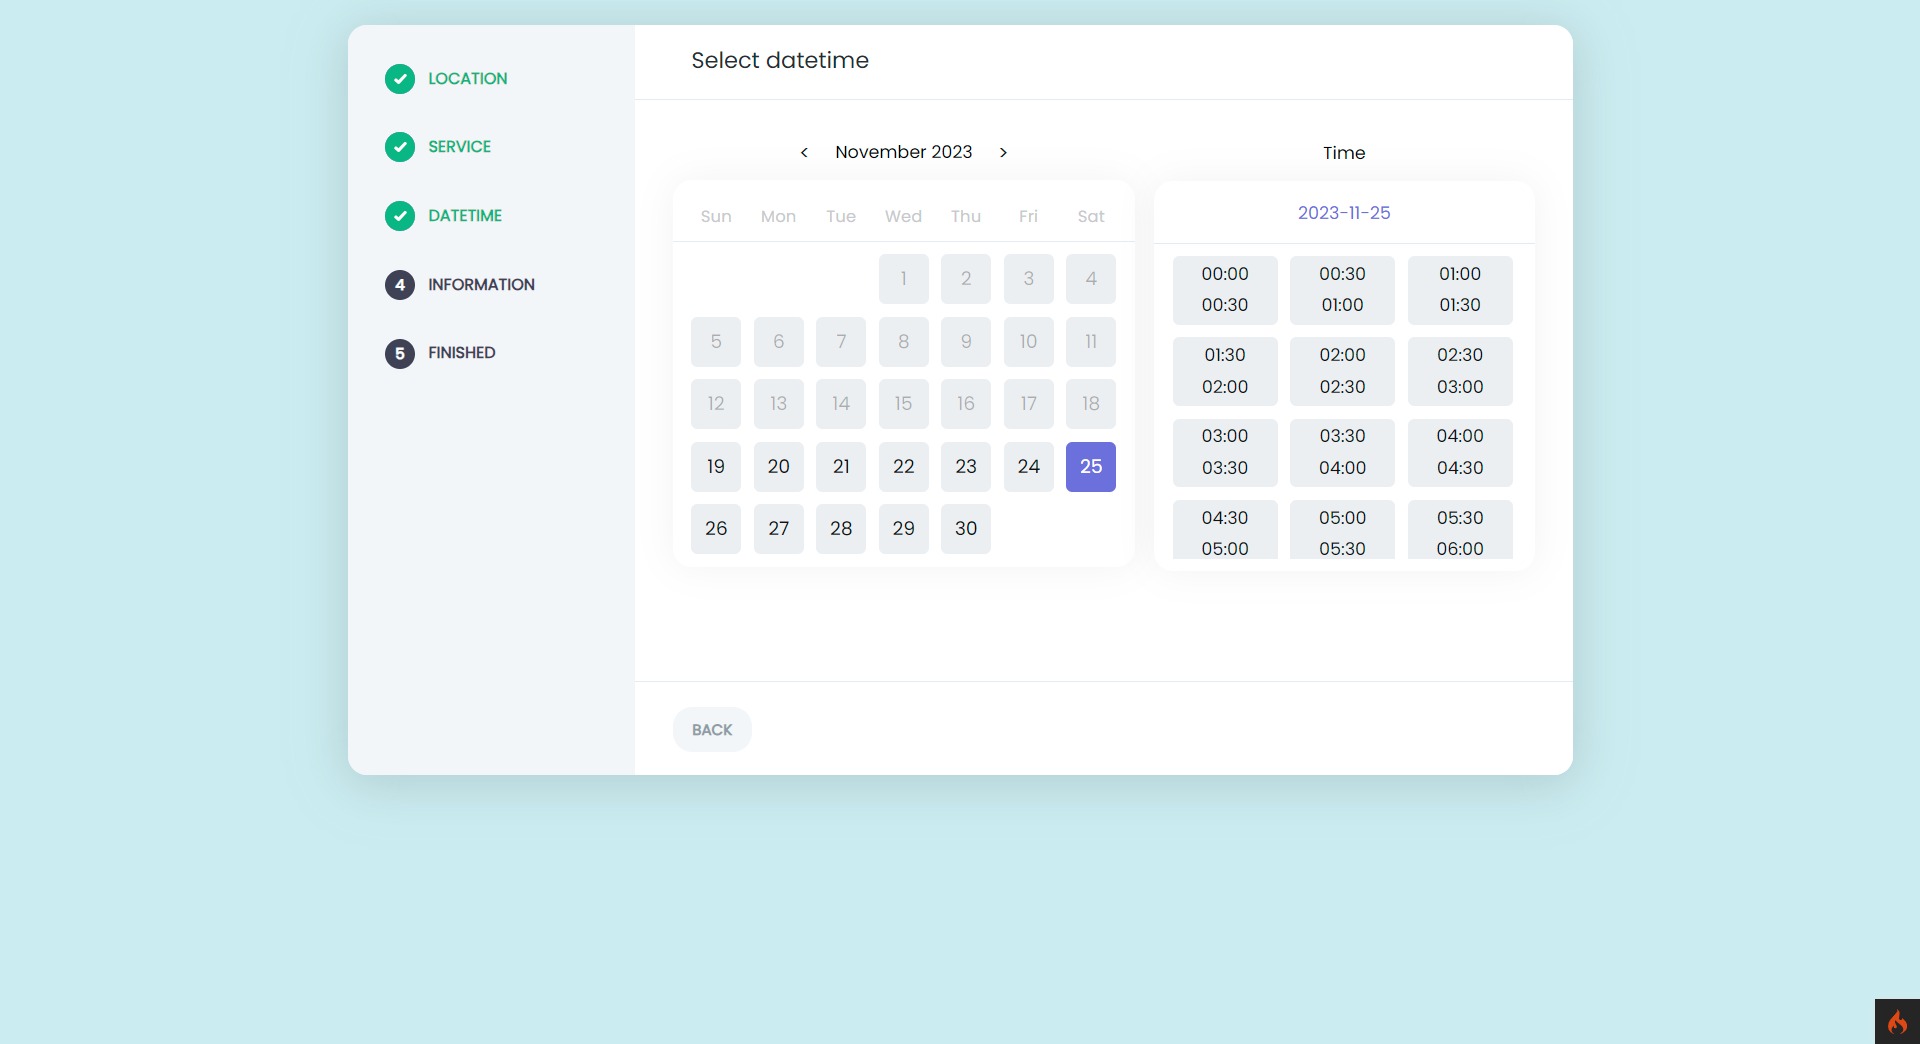 LOCATION
SERVICE
DATETIME
4 INFORMATION
5 FINISHED
Select datetime
< November 2023 >
Sun Mon Tue Wed Thu Fri Sat
1 2 3 4
5 6 7 8 9 10 11
12 13 14 15 16 17 18
19 20 21 22 23 24 25
26 27 28 29 30
Time
2023-11-25
00:00 00:30 01:00
00:30 01:00 01:30
01:30 02:00 02:30
02:00 02:30 03:00
03:00 03:30 04:00
03:30 04:00 04:30
04:30 05:00 05:30
05:00 05:30 06:00
BACK